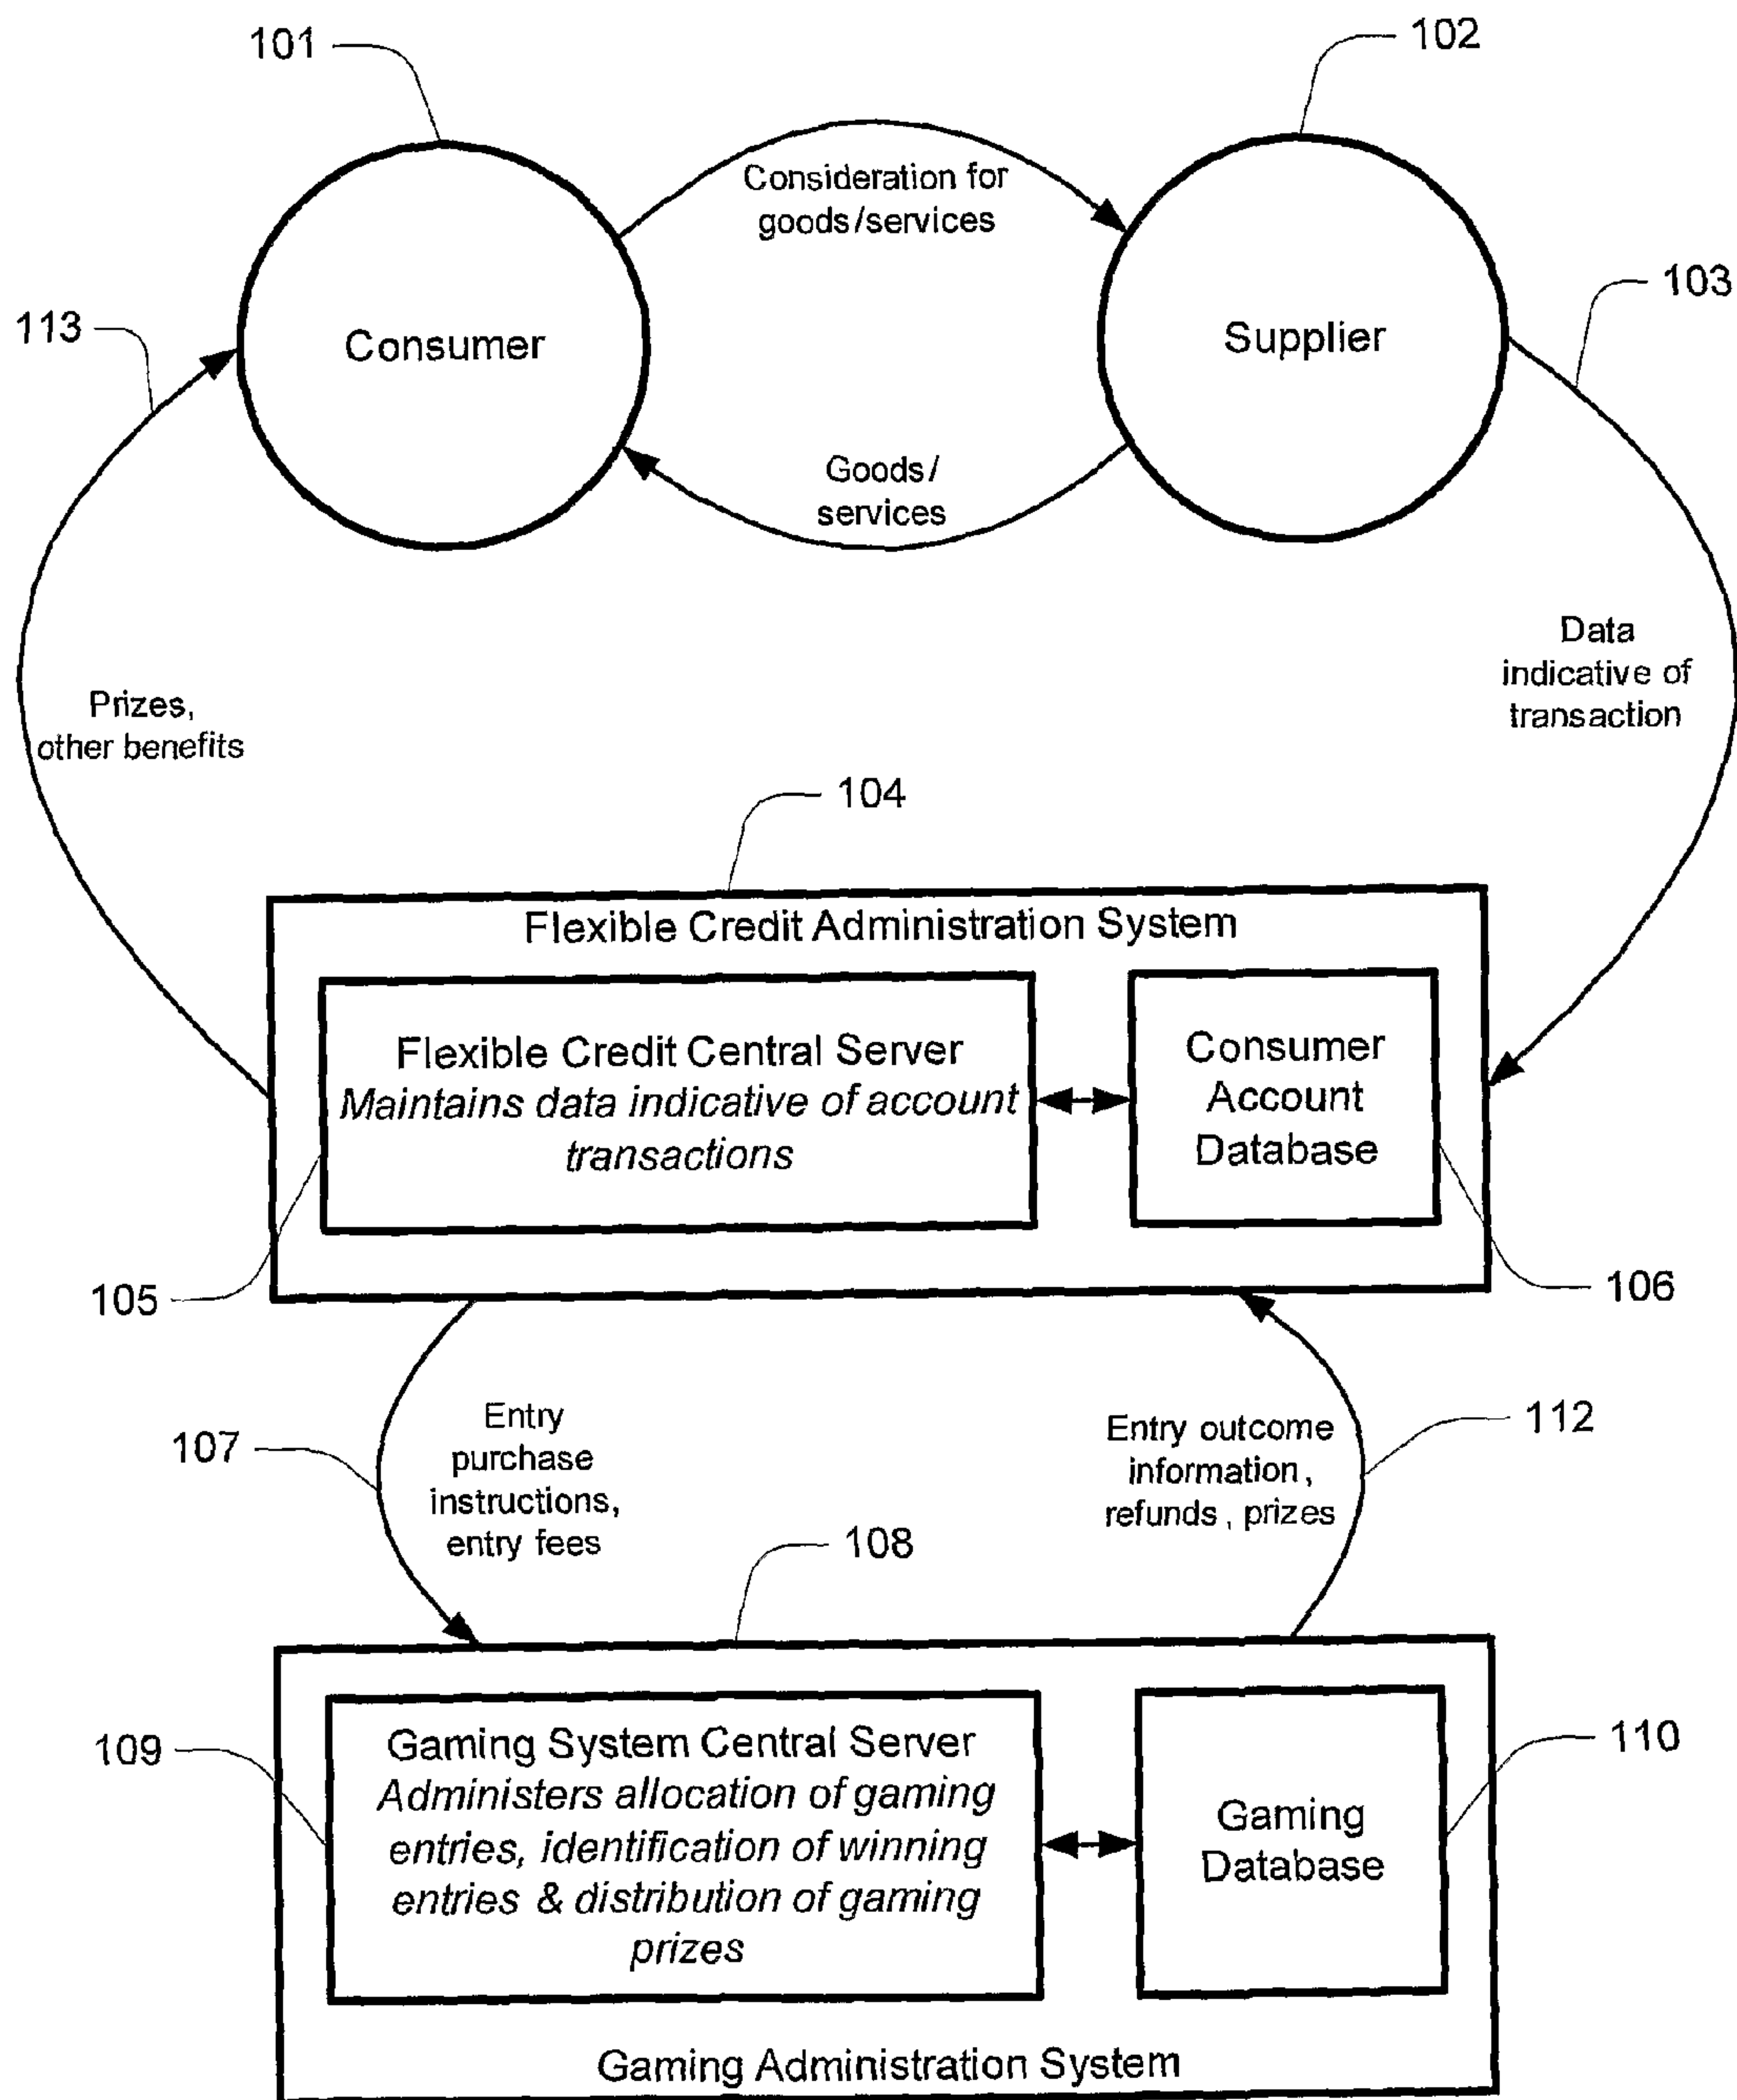 101
102
Consideration for
goods/services
103
113
Consumer
Supplier
Goods/
services
Data
indicative of
transaction
Prizes,
other benefits
104
Flexible Credit Administration System
Flexible Credit Central Server
Maintains data indicative of account
transactions
Consumer
Account
Database
105
106
Entry
purchase
instructions,
entry fees
107
Entry outcome
information,
refunds, prizes
112
108
Gaming System Central Server
Administers allocation of gaming
entries, identification of winning
entries & distribution of gaming
prizes
109
Gaming
Database
110
Gaming Administration System